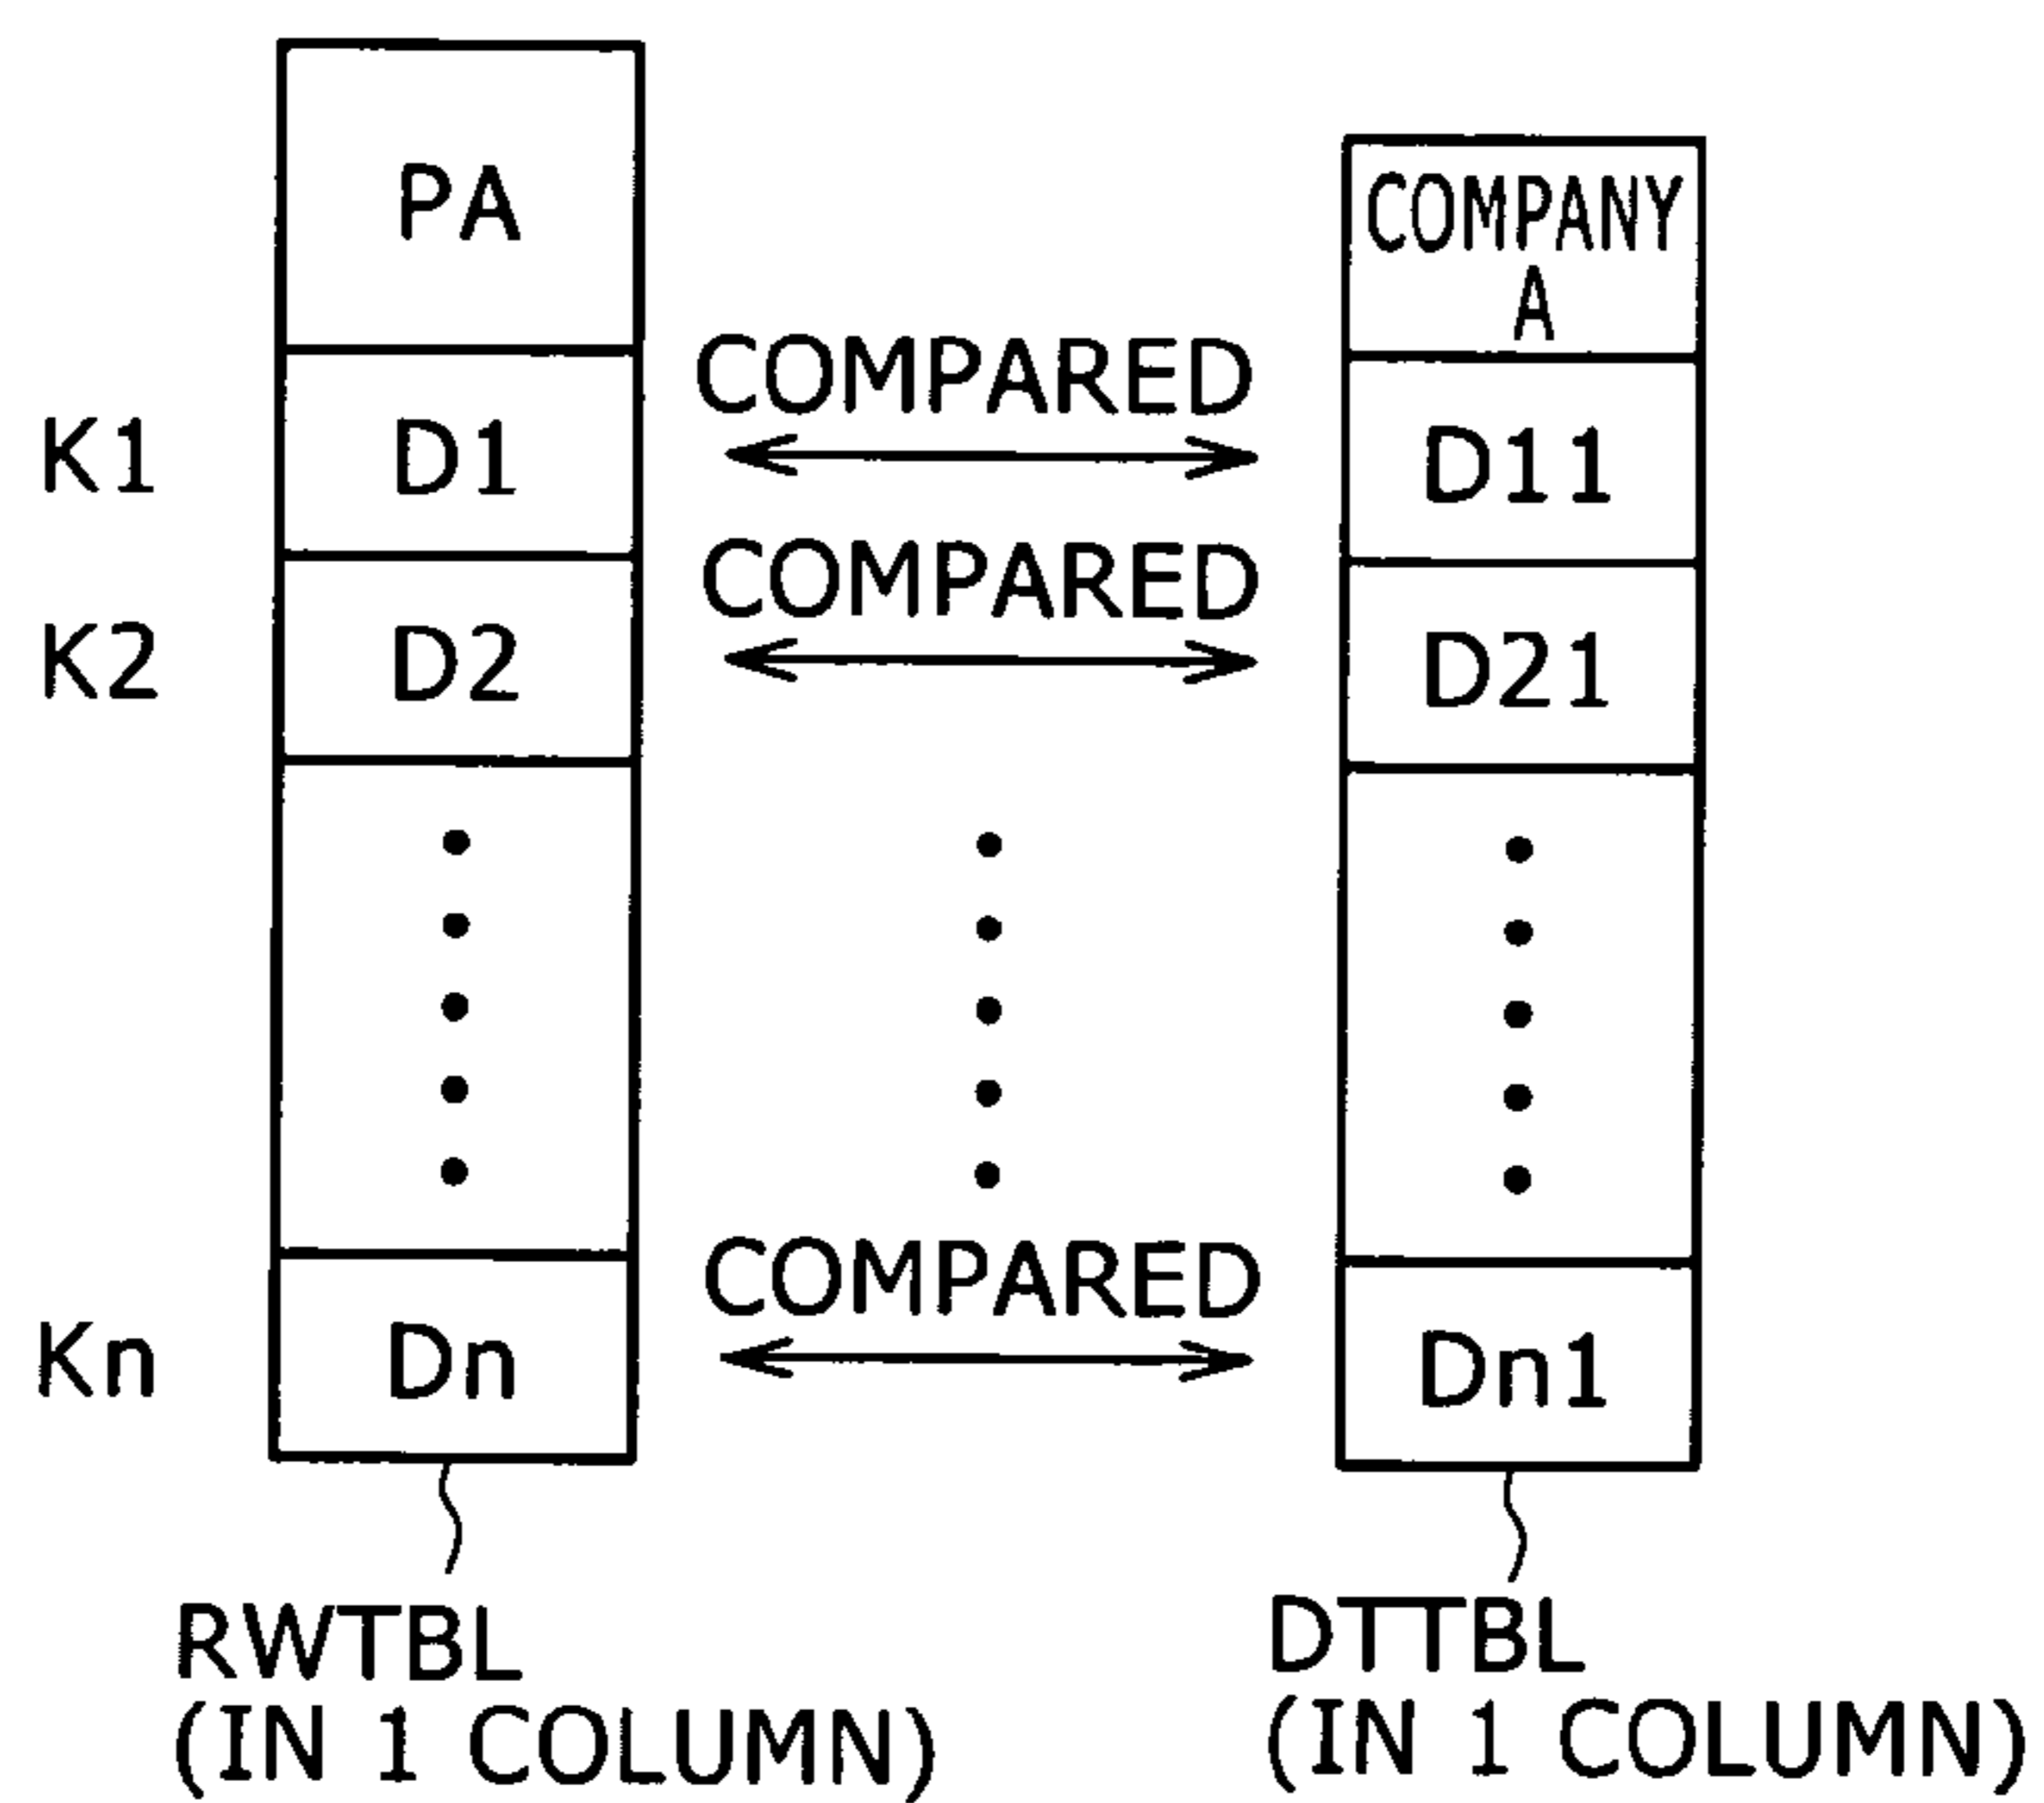 PA
COMPANY
A
COMPARED
K1 D1 D11
COMPARED
K2 D2 D21
COMPARED
Kn Dn Dn1
RWTBL
(IN 1 COLUMN)
DTTBL
(IN 1 COLUMN)